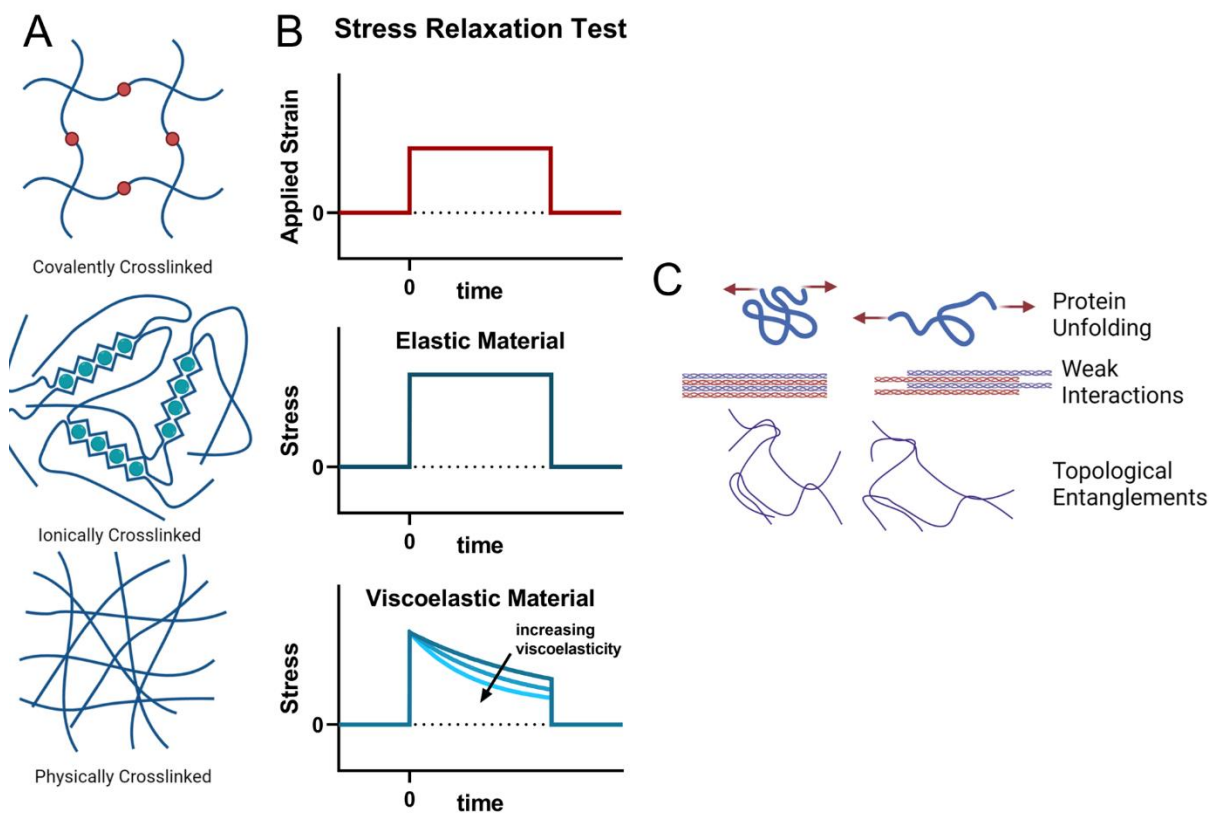 A
Covalently Crosslinked
Ionically Crosslinked
Physically Crosslinked
B
Stress Relaxation Test
Applied Strain
0
0
time
Elastic Material
Stress
0
0
time
Viscoelastic Material
increasing
viscoelasticity
Stress
0
0
time
C
Protein
Unfolding
Weak
Interactions
Topological
Entanglements